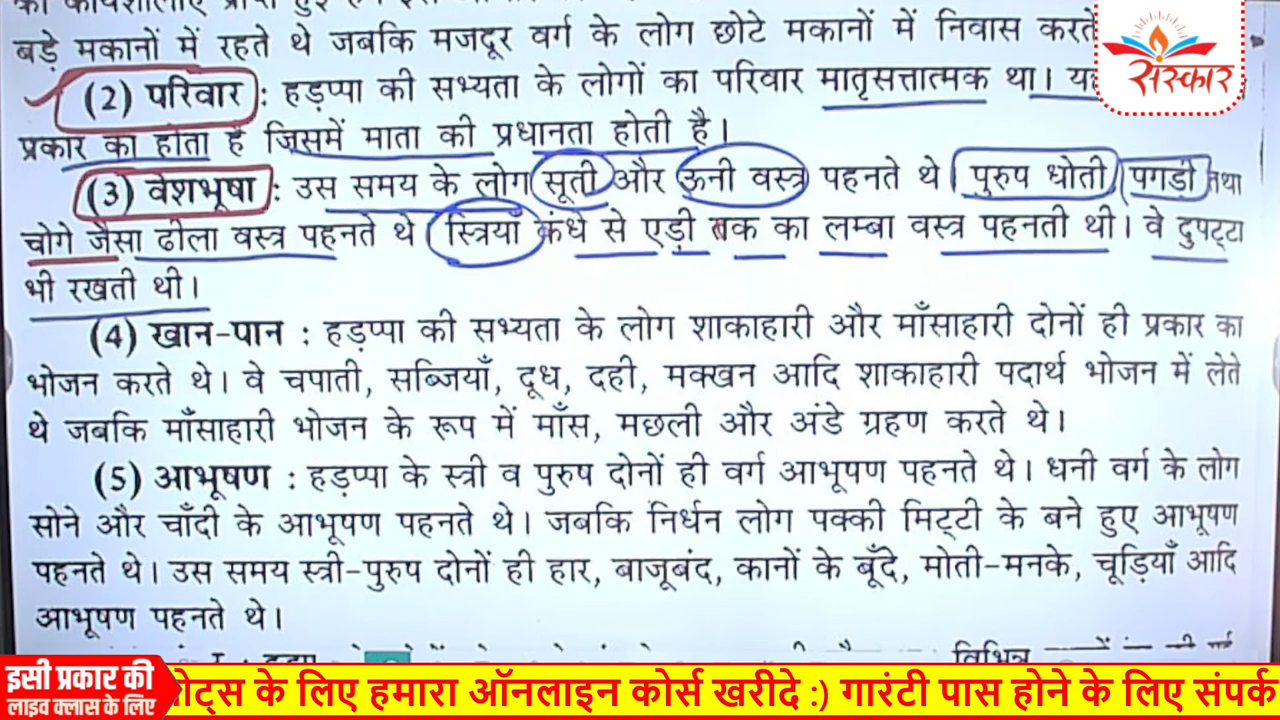 बड़े मकानों में रहते थे जबकि मजदूर वर्ग के लोग छोटे मकानों में निवास करते
संस्कार
(2) परिवार : हड़प्पा की सभ्यता के लोगों का परिवार मातृसत्तात्मक था।
प्रकार का होता है जिसमें माता की प्रधानता होती है।
(3) वेशभूषा : उस समय के लोग सूती और ऊनी वस्त्र पहनते थे पुरुष धोती, पगडी तथा
चोगे जैसा ढीला वस्त्र पहनते थे स्त्रियाँ कंधे से एड़ी तक का लम्बा वस्त्र पहनती थी। वे दुपट्टा
भी रखती थी।
(4) खान-पान : हड़प्पा की सभ्यता के लोग शाकाहारी और माँसाहारी दोनों ही प्रकार का
भोजन करते थे। वे चपाती, सब्जियाँ, दूध, दही, मक्खन आदि शाकाहारी पदार्थ भोजन में लेते
थे जबकि माँसाहारी भोजन के रूप में माँस, मछली और अंडे ग्रहण करते थे।
(5) आभूषण : हड़प्पा के स्त्री व पुरुष दोनों ही वर्ग आभूषण पहनते थे। धनी वर्ग के लोग
सोने और चाँदी के आभूषण पहनते थे। जबकि निर्धन लोग पक्की मिट्टी के बने हुए आभूषण
पहनते थे। उस समय स्त्री-पुरुष दोनों ही हार, बाजूबंद, कानों के बूँदे, मोती-मनके, चूड़ियाँ आदि
आभूषण पहनते थे।
इसी प्रकार की
लाइव क्लास के लिए
नोट्स के लिए हमारा ऑनलाइन कोर्स खरीदे :) गारंटी पास होने के लिए संपर्क